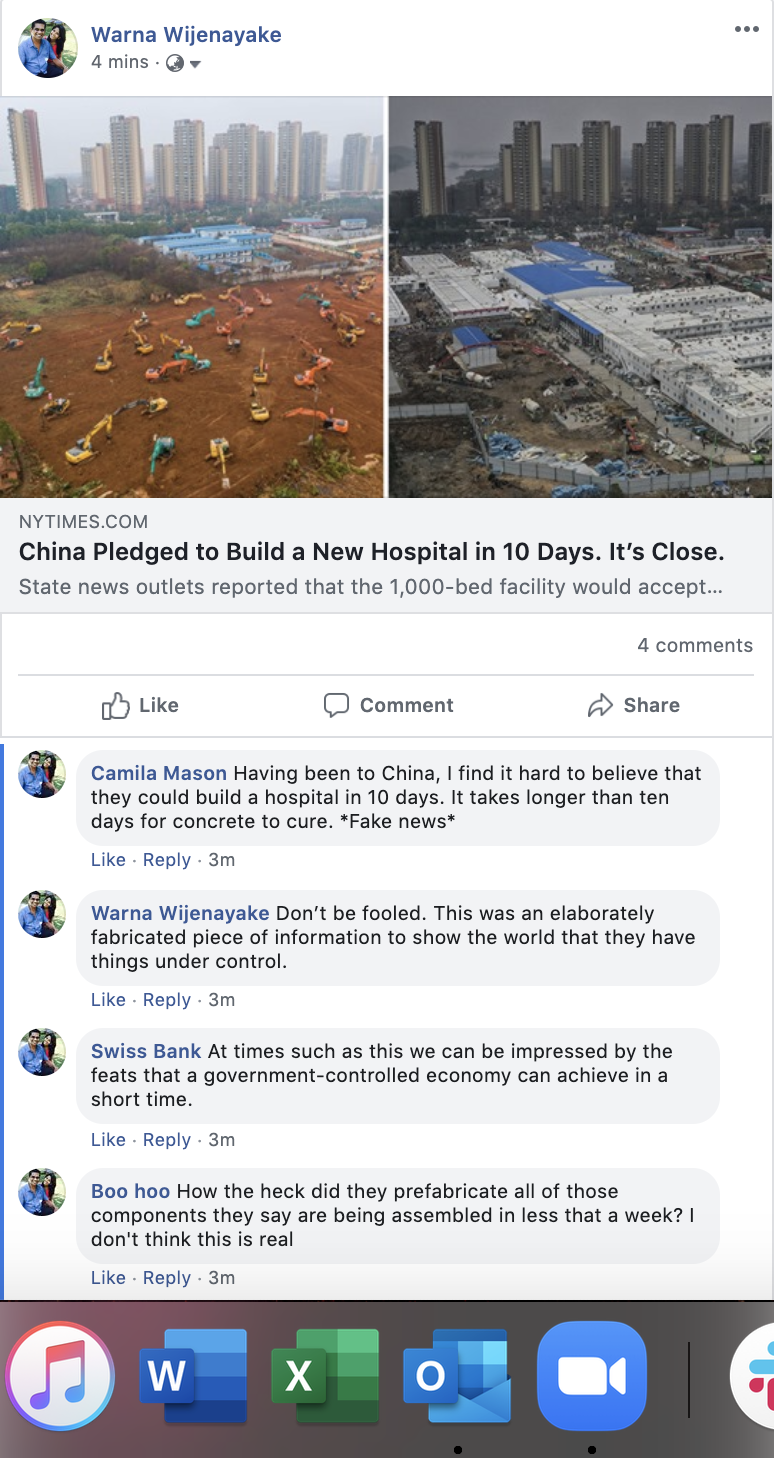 Warna Wijenayake
4 mins ·
NYTIMES.COM
China Pledged to Build a New Hospital in 10 Days. It’s Close.
State news outlets reported that the 1,000-bed facility would accept...
4 comments
Like
Comment
Share
Camila Mason Having been to China, I find it hard to believe that
they could build a hospital in 10 days. It takes longer than ten
days for concrete to cure. *Fake news*
Like · Reply · 3m
Warna Wijenayake Don’t be fooled. This was an elaborately
fabricated piece of information to show the world that they have
things under control.
Like · Reply · 3m
Swiss Bank At times such as this we can be impressed by the
feats that a government-controlled economy can achieve in a
short time.
Like · Reply · 3m
Boo hoo How the heck did they prefabricate all of those
components they say are being assembled in less that a week? I
don't think this is real
Like · Reply · 3m
W
X
O